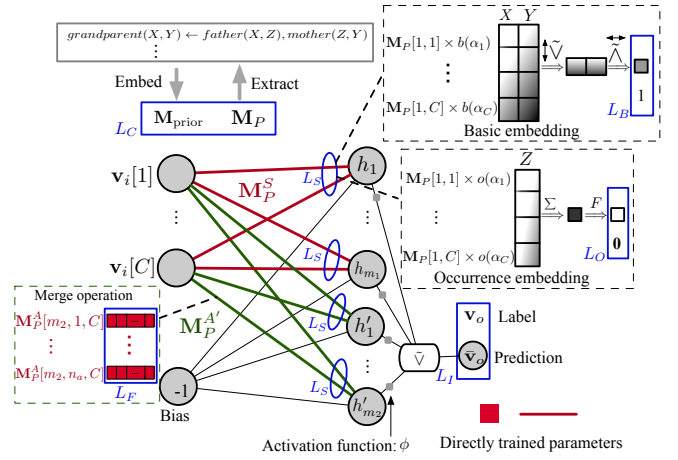 grandparent(X, Y) ← father(X, Z), mother(Z, Y)
⋮
Embed
Extract
L_C
M_prior M_P
X Y
M_P[1, 1] × b(α_1)
⋮
M_P[1, C] × b(α_C)
∨̃
⇒
∧̃
⇒
1
L_B
Basic embedding
v_i[1]
M_P^S
L_S
h_1
⋮
⋮
Z
M_P[1, 1] × o(α_1)
⋮
M_P[1, C] × o(α_C)
Σ
⇒
F
⇒
0
L_O
Occurrence embedding
v_i[C]
L_S
h_{m_1}
Merge operation
M_P^A[m_2, 1, C]
⋮ ⋮
M_P^A[m_2, n_a, C]
L_F
M_P^{A'}
L_S
h'_1
⋮
L_S
h'_{m_2}
-1
Bias
∨̃
L_I
v_o Label
v̄_o Prediction
Activation function: ϕ
Directly trained parameters